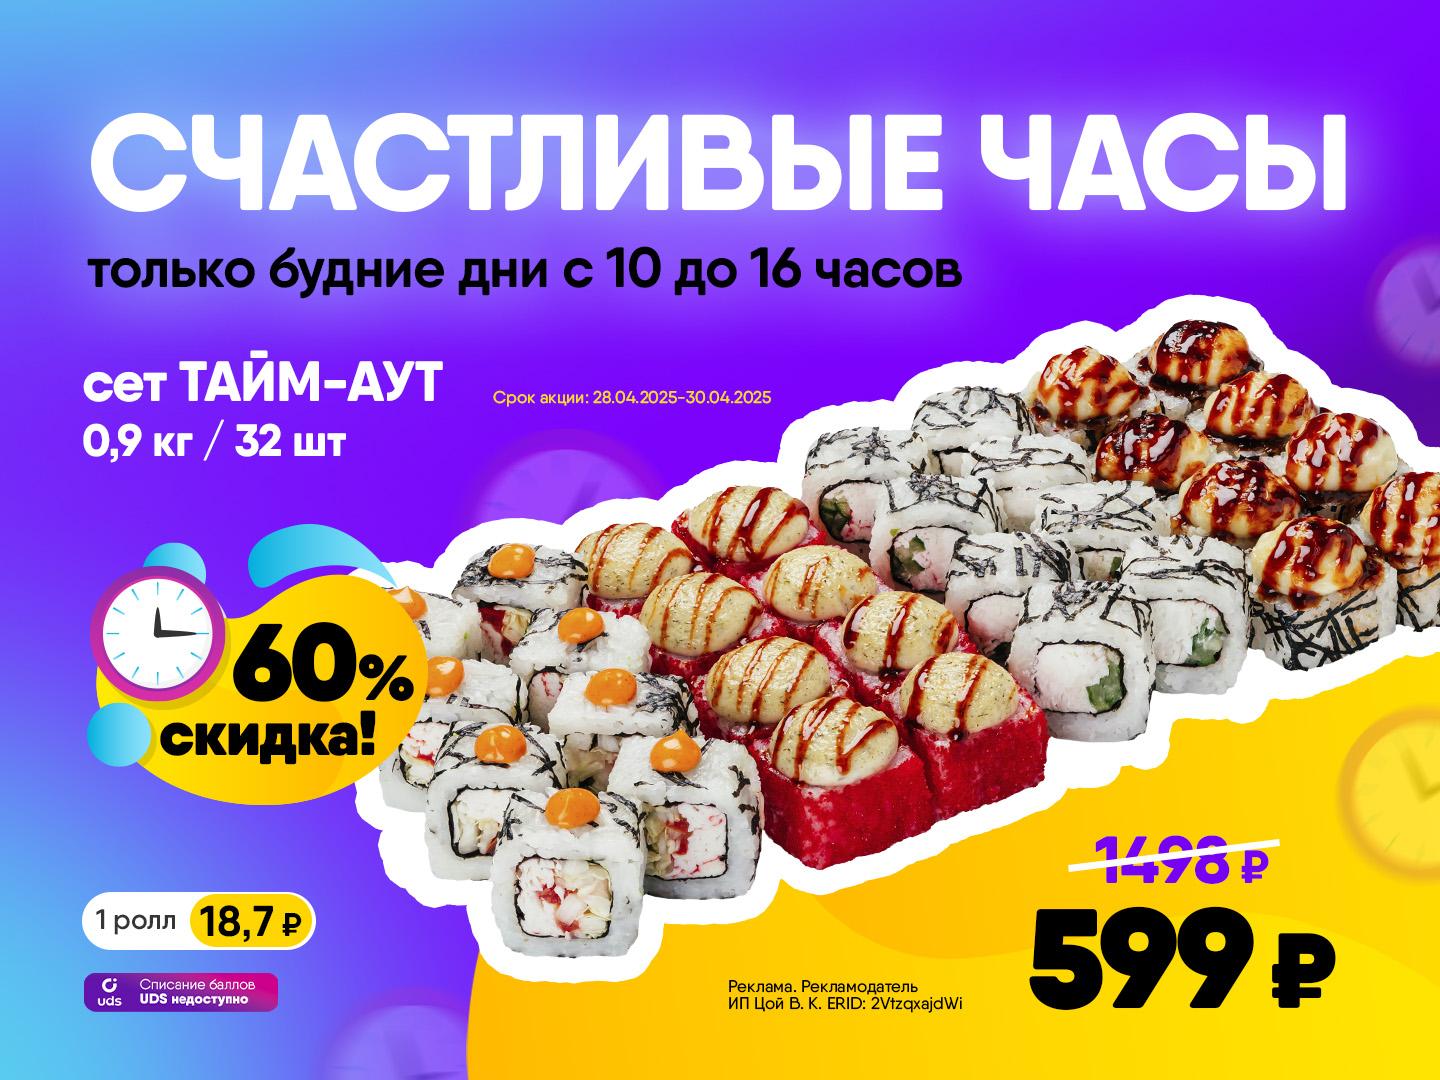 СЧАСТЛИВЫЕ ЧАСЫ
только будние дни с 10 до 16 часов
сет ТАЙМ-АУТ
Срок акции: 28.04.2025-30.04.2025
0,9 кг / 32 шт
60%
скидка!
1498 ₽
599 ₽
1 ролл 18,7 ₽
uds
Списание баллов
UDS недоступно
Реклама. Рекламодатель
ИП Цой В. К. ERID: 2VtzqxajdWi